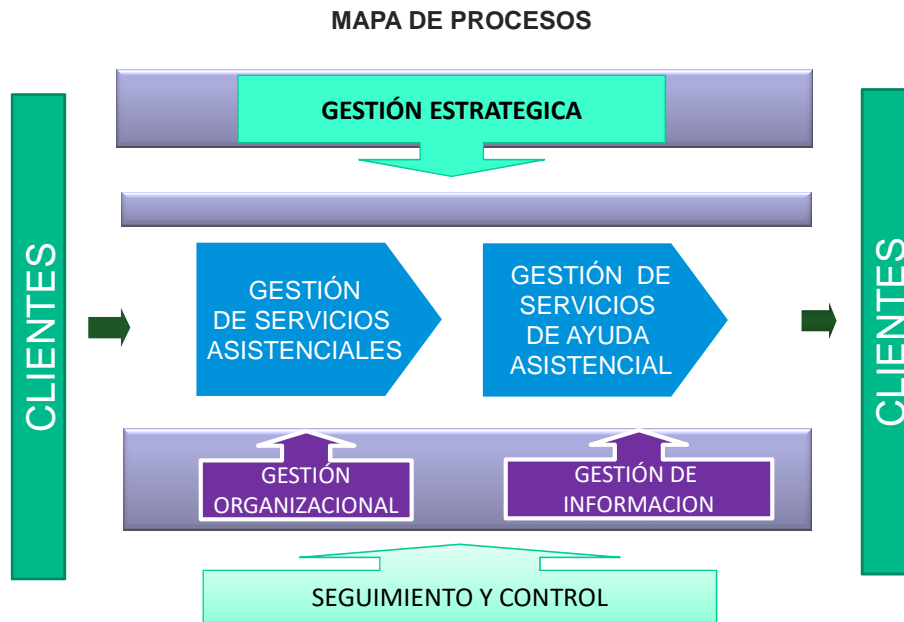 MAPA DE PROCESOS
GESTIÓN ESTRATEGICA
CLIENTES
GESTIÓN
DE SERVICIOS
ASISTENCIALES
GESTIÓN DE
SERVICIOS
DE AYUDA
ASISTENCIAL
CLIENTES
GESTIÓN
ORGANIZACIONAL
GESTIÓN DE
INFORMACION
SEGUIMIENTO Y CONTROL